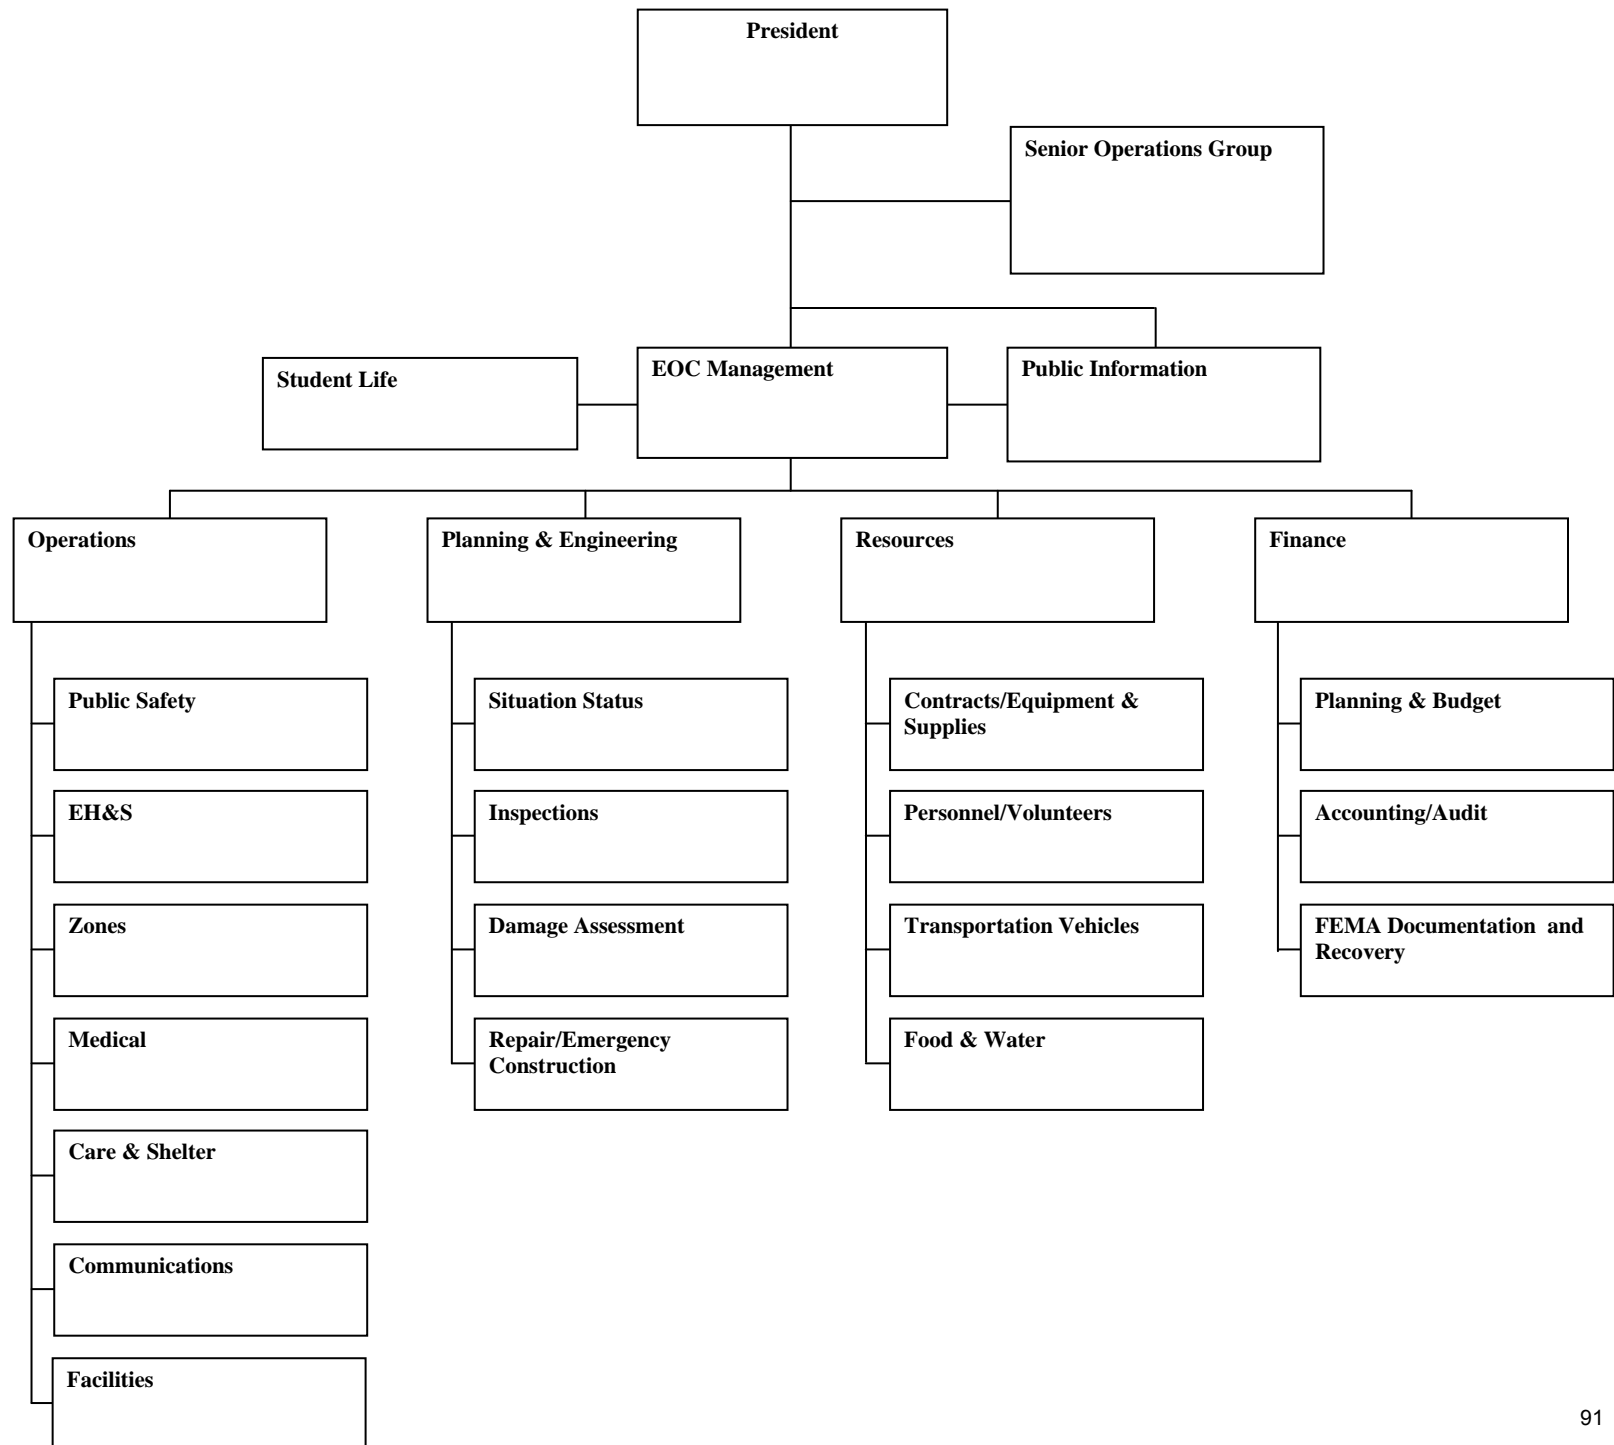 President
Senior Operations Group
Student Life
EOC Management
Public Information
Operations
Planning & Engineering
Resources
Finance
Public Safety
Situation Status
Contracts/Equipment &
Supplies
Planning & Budget
EH&S
Inspections
Personnel/Volunteers
Accounting/Audit
Zones
Damage Assessment
Transportation Vehicles
FEMA Documentation  and
Recovery
Medical
Repair/Emergency
Construction
Food & Water
Care & Shelter
Communications
Facilities
91